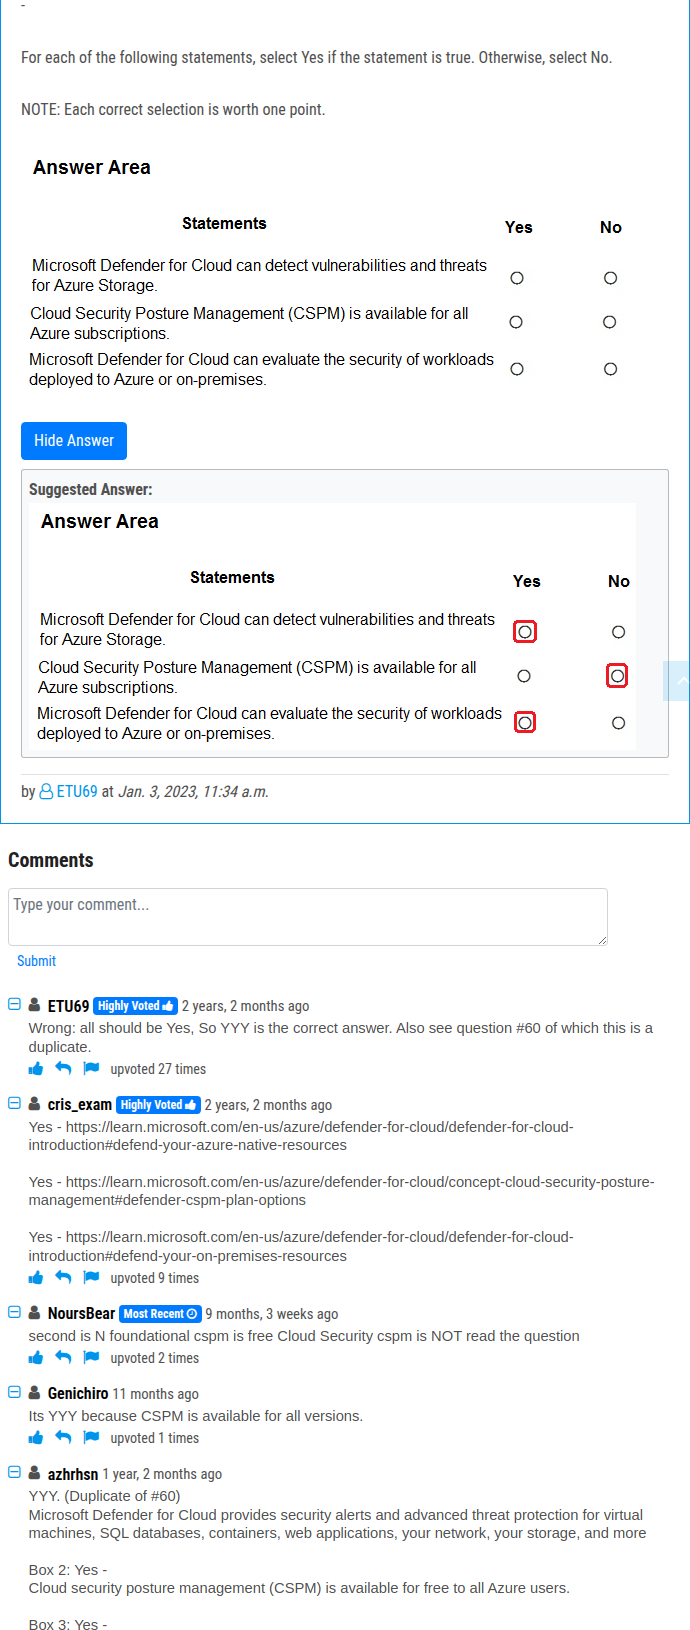 -
For each of the following statements, select Yes if the statement is true. Otherwise, select No.
NOTE: Each correct selection is worth one point.
Answer Area
Statements Yes No
Microsoft Defender for Cloud can detect vulnerabilities and threats
for Azure Storage.
Cloud Security Posture Management (CSPM) is available for all
Azure subscriptions.
Microsoft Defender for Cloud can evaluate the security of workloads
deployed to Azure or on-premises.
Hide Answer
Suggested Answer:
Answer Area
Statements Yes No
Microsoft Defender for Cloud can detect vulnerabilities and threats
for Azure Storage.
Cloud Security Posture Management (CSPM) is available for all
Azure subscriptions.
Microsoft Defender for Cloud can evaluate the security of workloads
deployed to Azure or on-premises.
by ETU69 at Jan. 3, 2023, 11:34 a.m.
Comments
Type your comment...
Submit
ETU69 Highly Voted 2 years, 2 months ago
Wrong: all should be Yes, So YYY is the correct answer. Also see question #60 of which this is a
duplicate.
upvoted 27 times
cris_exam Highly Voted 2 years, 2 months ago
Yes - https://learn.microsoft.com/en-us/azure/defender-for-cloud/defender-for-cloud-
introduction#defend-your-azure-native-resources
Yes - https://learn.microsoft.com/en-us/azure/defender-for-cloud/concept-cloud-security-posture-
management#defender-cspm-plan-options
Yes - https://learn.microsoft.com/en-us/azure/defender-for-cloud/defender-for-cloud-
introduction#defend-your-on-premises-resources
upvoted 9 times
NoursBear Most Recent 9 months, 3 weeks ago
second is N foundational cspm is free Cloud Security cspm is NOT read the question
upvoted 2 times
Genichiro 11 months ago
Its YYY because CSPM is available for all versions.
upvoted 1 times
azhrhsn 1 year, 2 months ago
YYY. (Duplicate of #60)
Microsoft Defender for Cloud provides security alerts and advanced threat protection for virtual
machines, SQL databases, containers, web applications, your network, your storage, and more
Box 2: Yes -
Cloud security posture management (CSPM) is available for free to all Azure users.
Box 3: Yes -